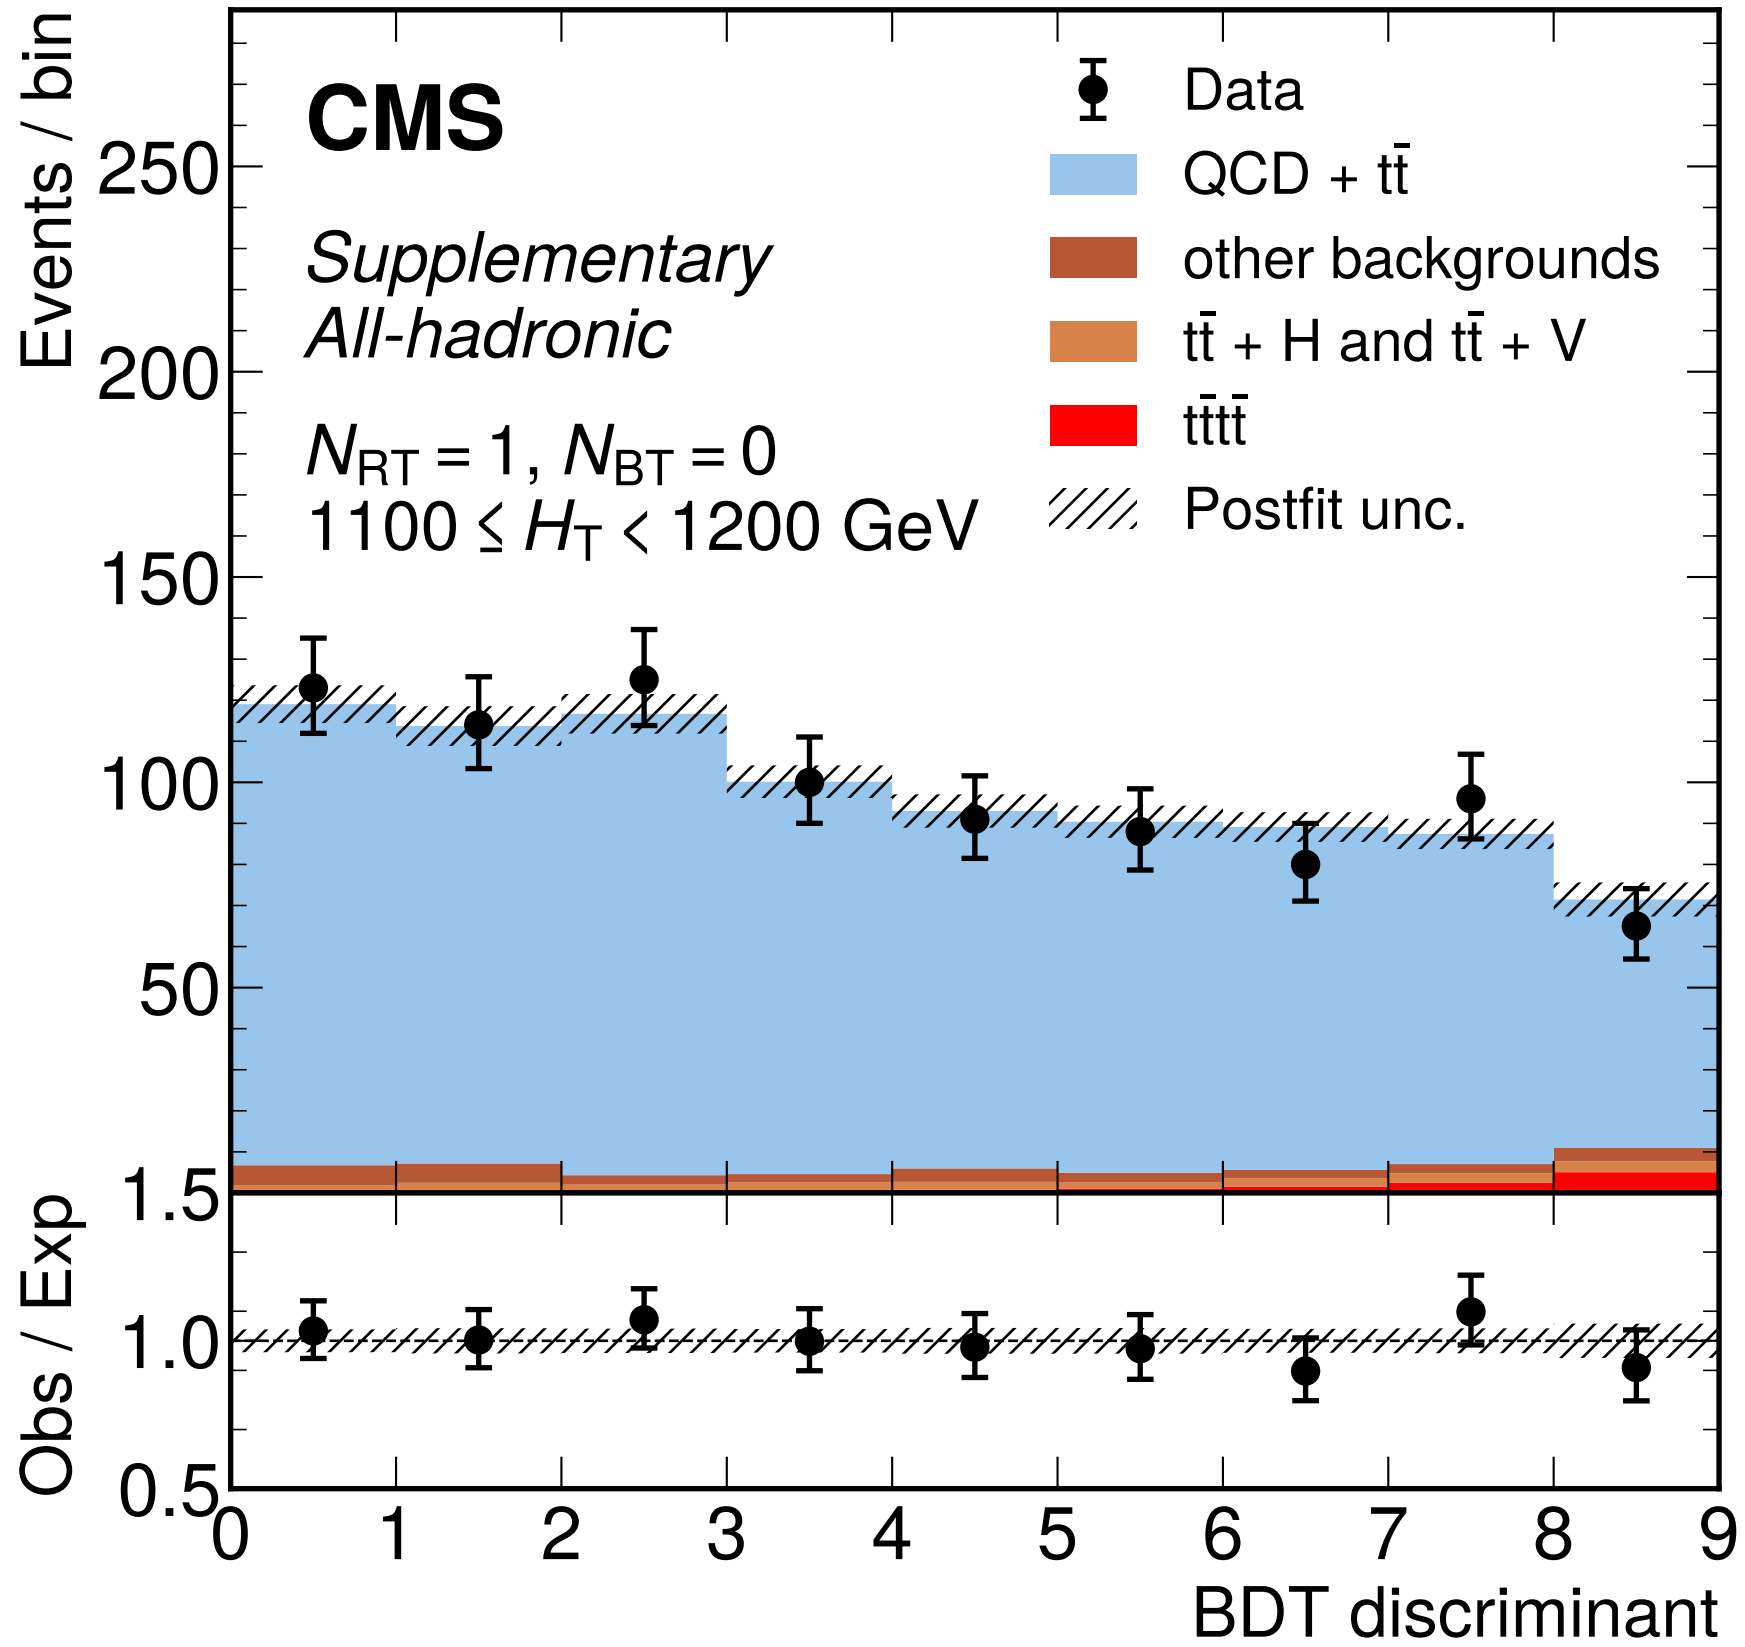 Events / bin
CMS
Supplementary
All-hadronic
N_RT = 1, N_BT = 0
1100 ≤ H_T < 1200 GeV
Data
QCD + tt̄
other backgrounds
tt̄ + H and tt̄ + V
tt̄tt̄
Postfit unc.
250
200
150
100
50
Obs / Exp
1.5
1.0
0.5
0 1 2 3 4 5 6 7 8 9
BDT discriminant